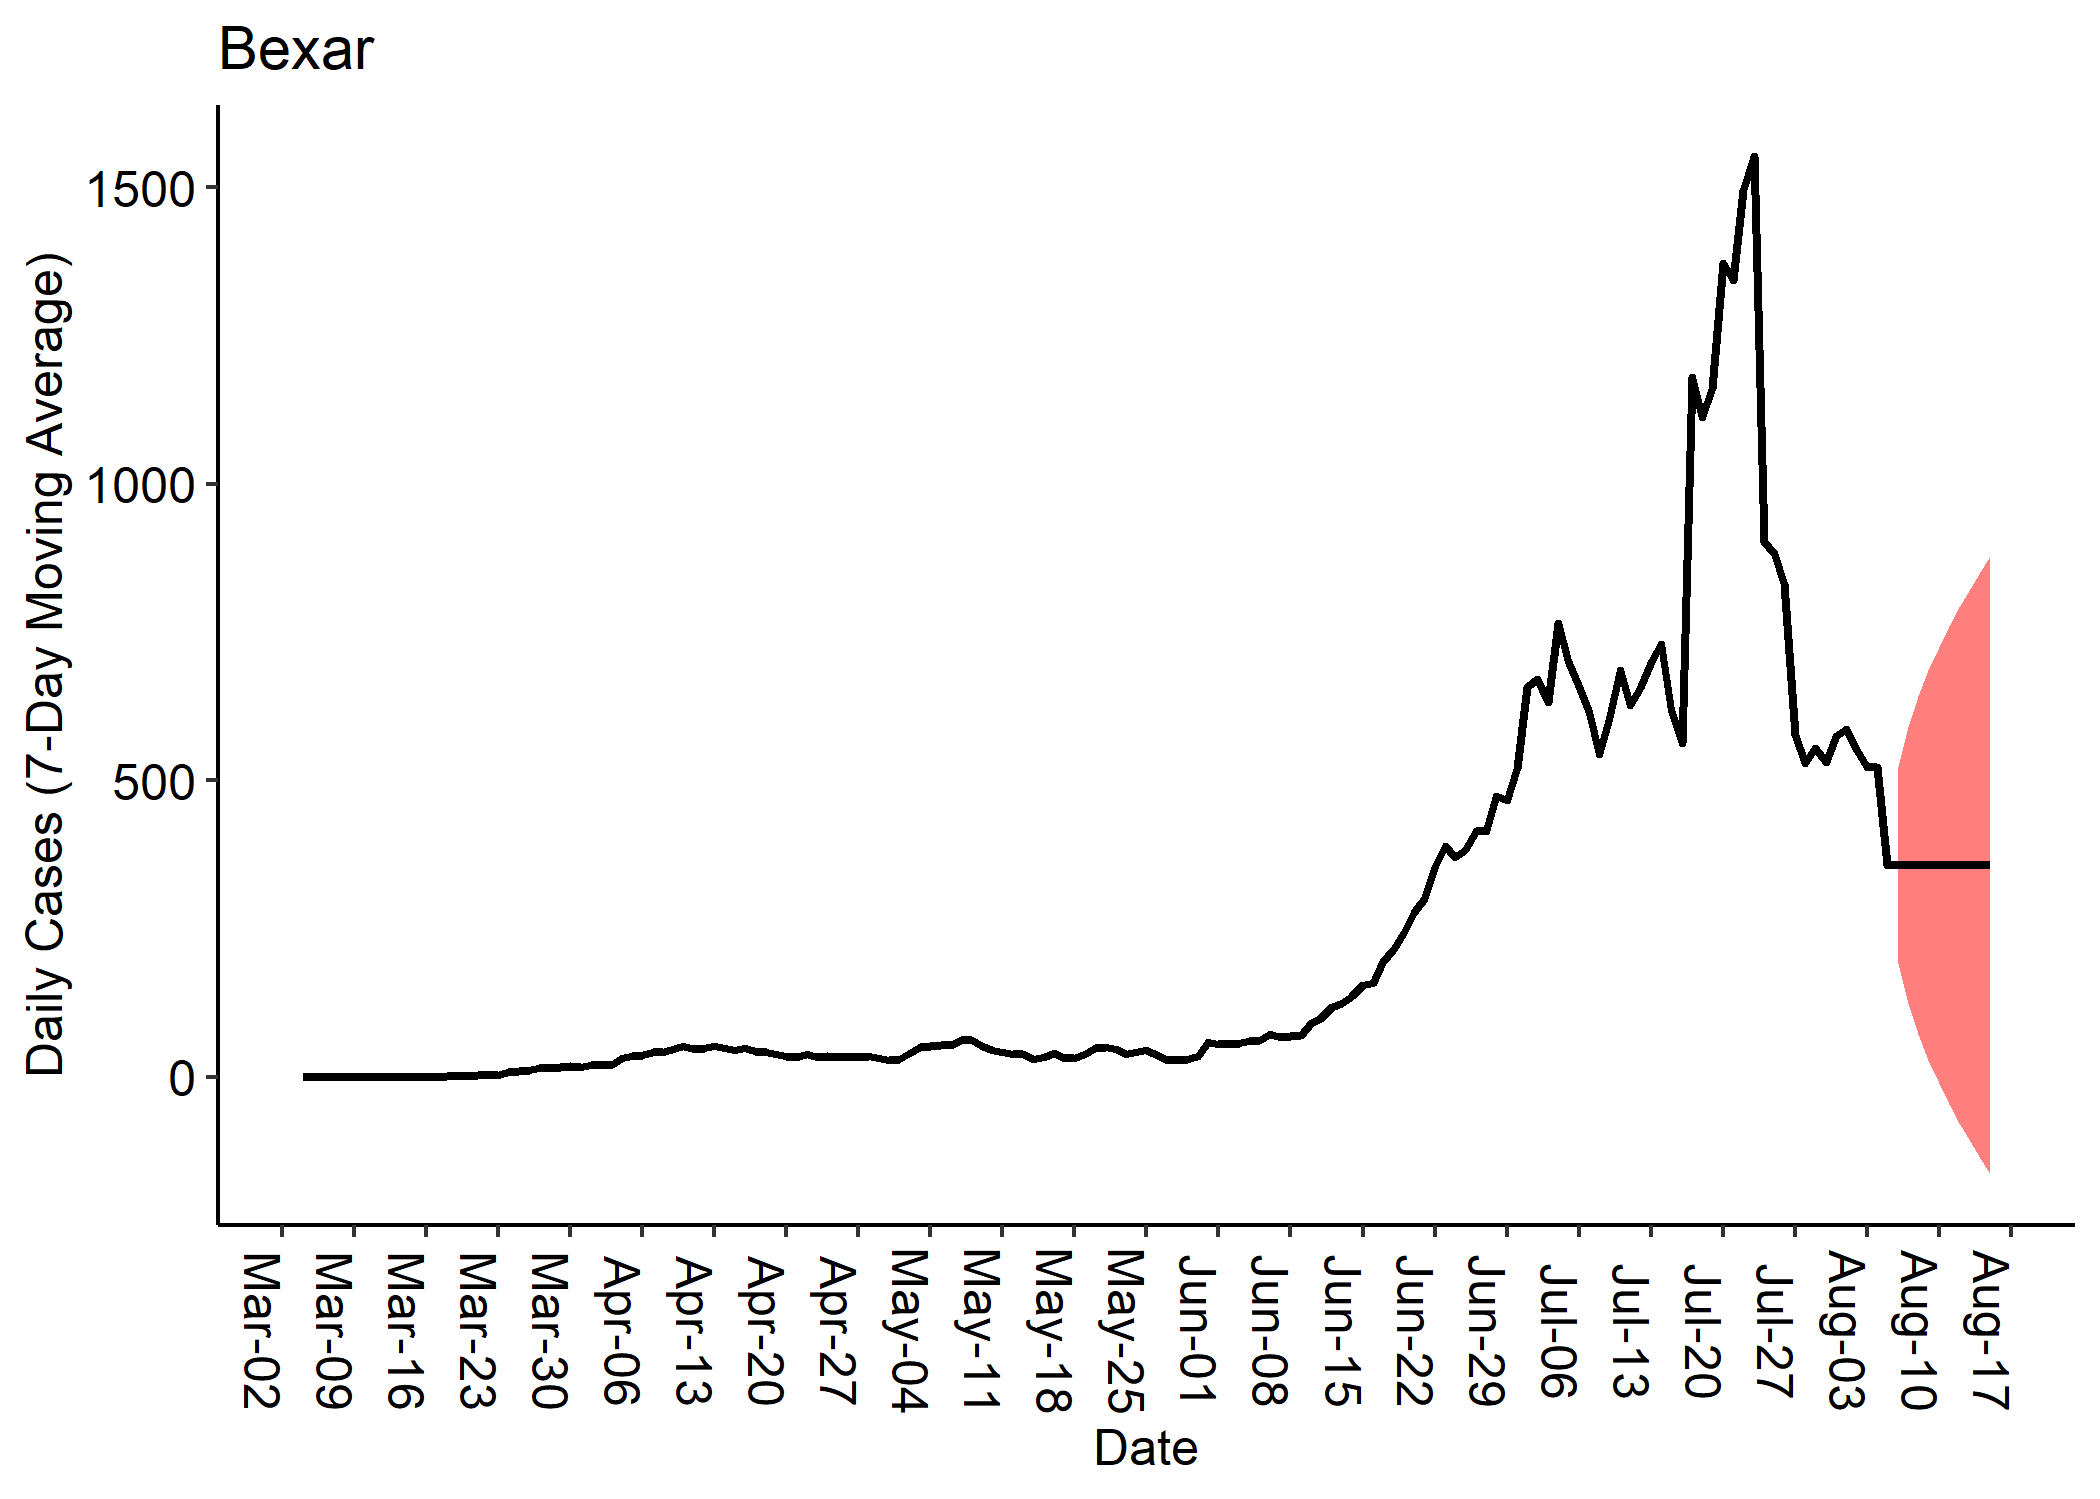 Bexar
Daily Cases (7-Day Moving Average)
1500
1000
500
0
Mar-02
Mar-09
Mar-16
Mar-23
Mar-30
Apr-06
Apr-13
Apr-20
Apr-27
May-04
May-11
May-18
May-25
Jun-01
Jun-08
Jun-15
Jun-22
Jun-29
Jul-06
Jul-13
Jul-20
Jul-27
Aug-03
Aug-10
Aug-17
Date